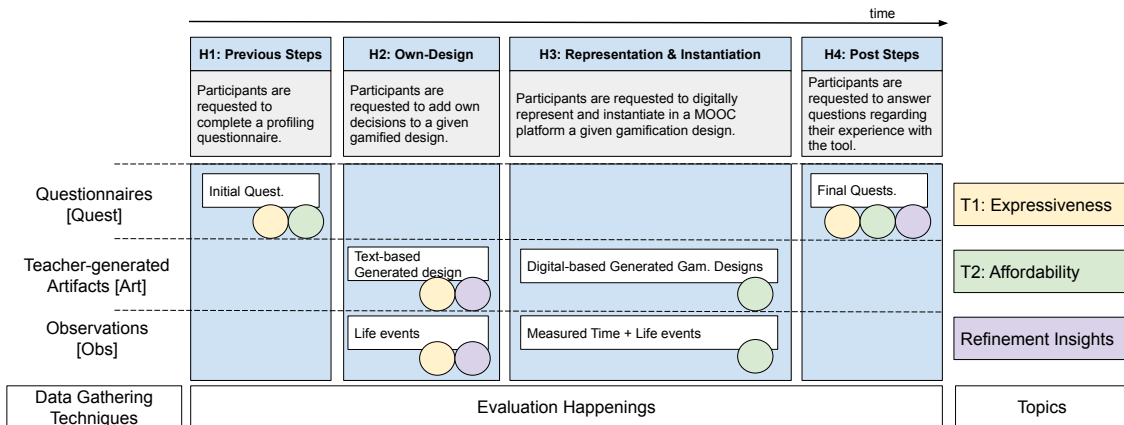 time
H1: Previous Steps
H2: Own-Design
H3: Representation & Instantiation
H4: Post Steps
Participants are
requested to
complete a profiling
questionnaire.
Participants are
requested to add own
decisions to a given
gamified design.
Participants are requested to digitally
represent and instantiate in a MOOC
platform a given gamification design.
Participants are
requested to answer
questions regarding
their experience with
the tool.
Questionnaires
[Quest]
Initial Quest.
Final Quests.
T1: Expressiveness
Teacher-generated
Artifacts [Art]
Text-based
Generated design
Digital-based Generated Gam. Designs
T2: Affordability
Observations
[Obs]
Life events
Measured Time + Life events
Refinement Insights
Data Gathering
Techniques
Evaluation Happenings
Topics